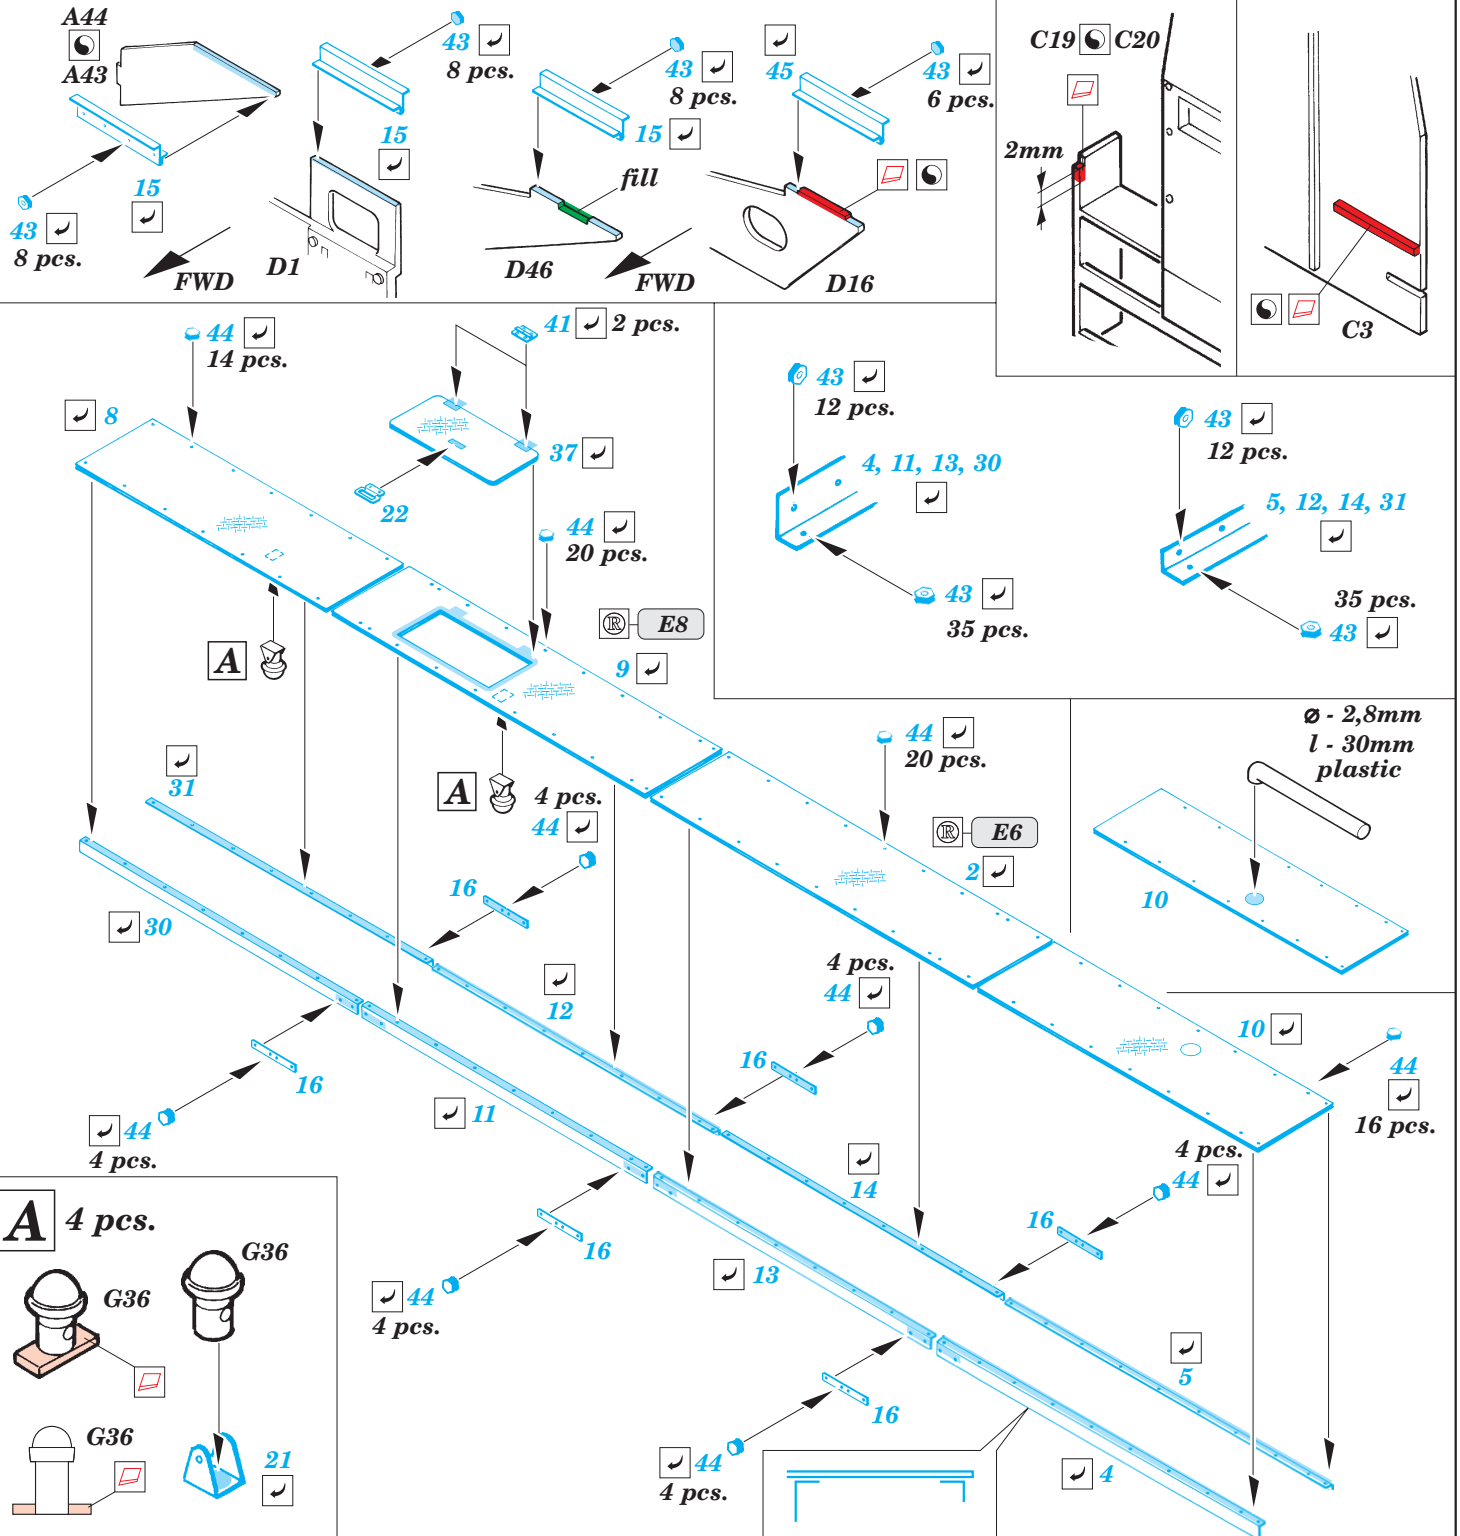 A44
A43
15
43
8 pcs.
FWD
43
8 pcs.
15
D1
43
8 pcs.
15
fill
D46
FWD
45
43
6 pcs.
D16
C19 C20
2mm
C3
44
14 pcs.
41 2 pcs.
8
37
22
44
20 pcs.
R E8
9
A
A
43
12 pcs.
4, 11, 13, 30
43
35 pcs.
43
12 pcs.
5, 12, 14, 31
35 pcs.
43
44
20 pcs.
R E6
2
ø - 2,8mm
l - 30mm
plastic
10
31
4 pcs.
44
16
30
12
4 pcs.
44
16
10
44
16 pcs.
16
44
4 pcs.
11
14
4 pcs.
44
16
16
44
4 pcs.
13
5
16
44
4 pcs.
4
A 4 pcs.
G36
G36
G36
21